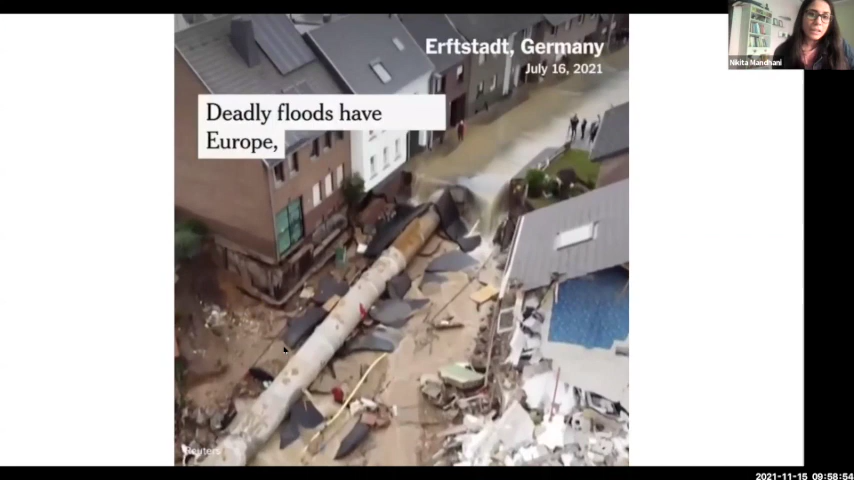 Nikita Mandhani
Erftstadt, Germany
July 16, 2021
Deadly floods have
Europe,
Reuters
2021-11-15 09:58:54